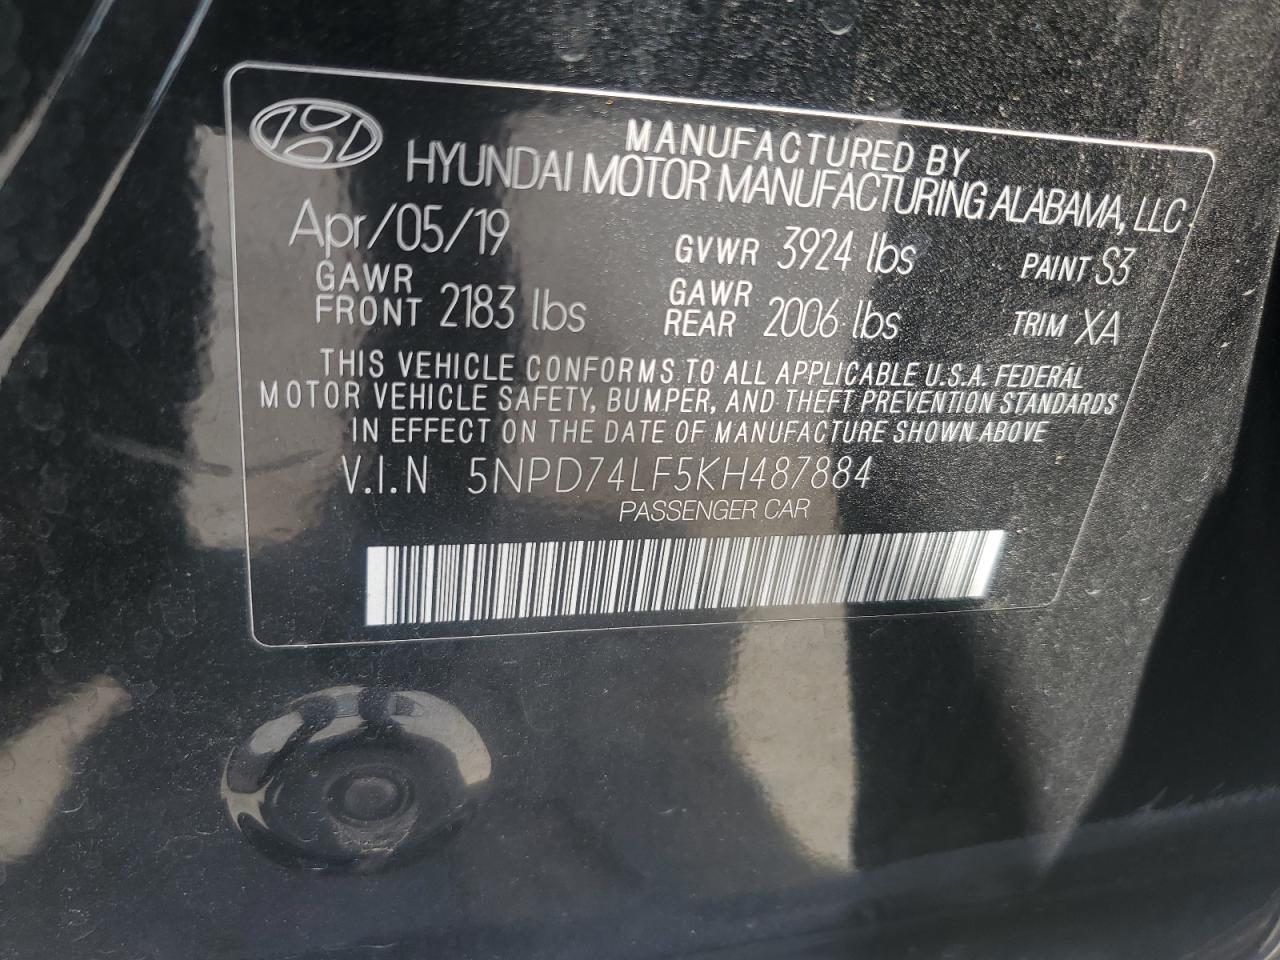 MANUFACTURED BY
HYUNDAI MOTOR MANUFACTURING ALABAMA, LLC
Apr/05/19 GVWR 3924 lbs PAINT S3
GAWR FRONT 2183 lbs GAWR REAR 2006 lbs TRIM XA
THIS VEHICLE CONFORMS TO ALL APPLICABLE U.S.A. FEDERAL
MOTOR VEHICLE SAFETY, BUMPER, AND THEFT PREVENTION STANDARDS
IN EFFECT ON THE DATE OF MANUFACTURE SHOWN ABOVE
V.I.N 5NPD74LF5KH487884
PASSENGER CAR